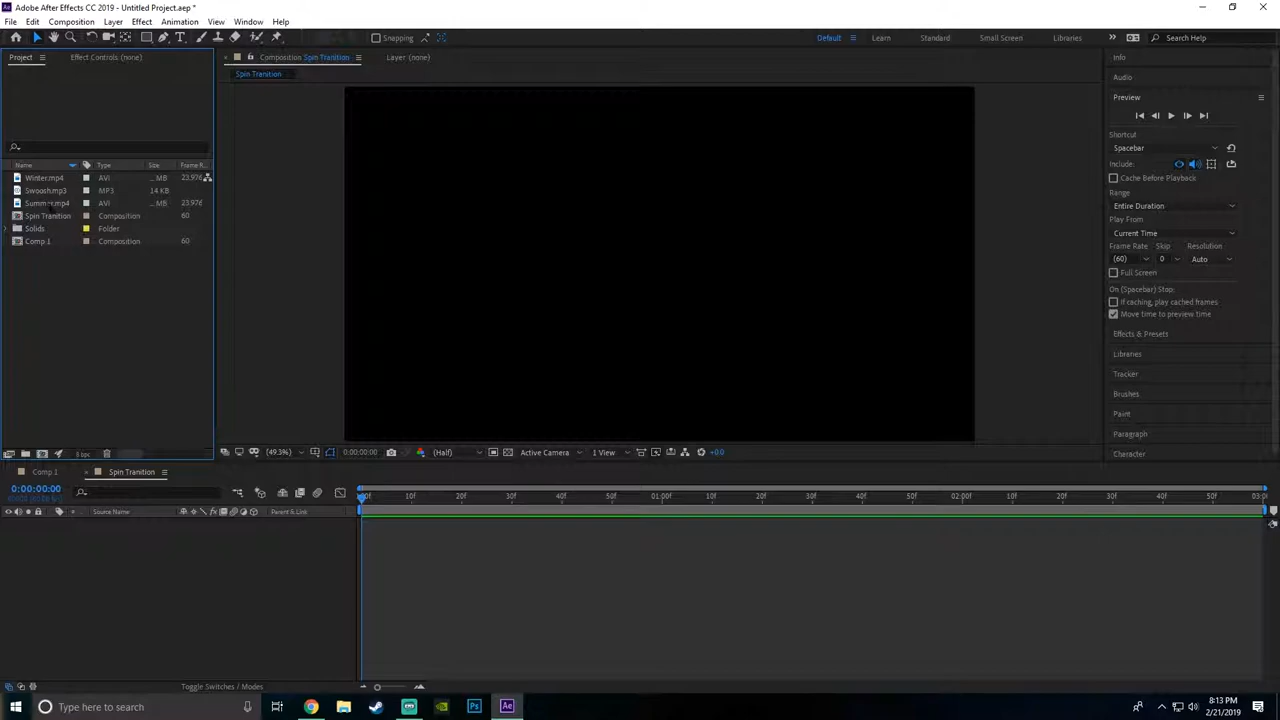 Adobe After Effects CC 2019 - Untitled Project.aep *
File Edit Composition Layer Effect Animation View Window Help
Snapping
Default Learn Standard Small Screen Libraries Search Help
Project Effect Controls (none)
Composition Spin Transition Layer (none)
Spin Transition
Info
Audio
Preview
Shortcut
Spacebar
Include:
Cache Before Playback
Range
Entire Duration
Play From
Current Time
Frame Rate Skip Resolution
(60) 0 Auto
Full Screen
On (Spacebar) Stop:
If caching, play cached frames
Move time to preview time
Effects & Presets
Libraries
Tracker
Brushes
Paint
Paragraph
Character
Name Type Size Frame R...
Winter.mp4 AVI ... MB 23.976
Swoosh.mp3 MP3 14 KB
Summer.mp4 AVI ... MB 23.976
Spin Tranition Composition 60
Solids Folder
Comp 1 Composition 60
8 bpc
(49.3%) 0:00:00:00 (Half) Active Camera 1 View +0.0
Comp 1 Spin Transition
0:00:00:00
10f 20f 30f 40f 50f 01:00f 10f 20f 30f 40f 50f 02:00f 10f 20f 30f 40f 50f
Source Name Parent & Link
Toggle Switches / Modes
Type here to search
Ae
Ps
8:13 PM
2/21/2019